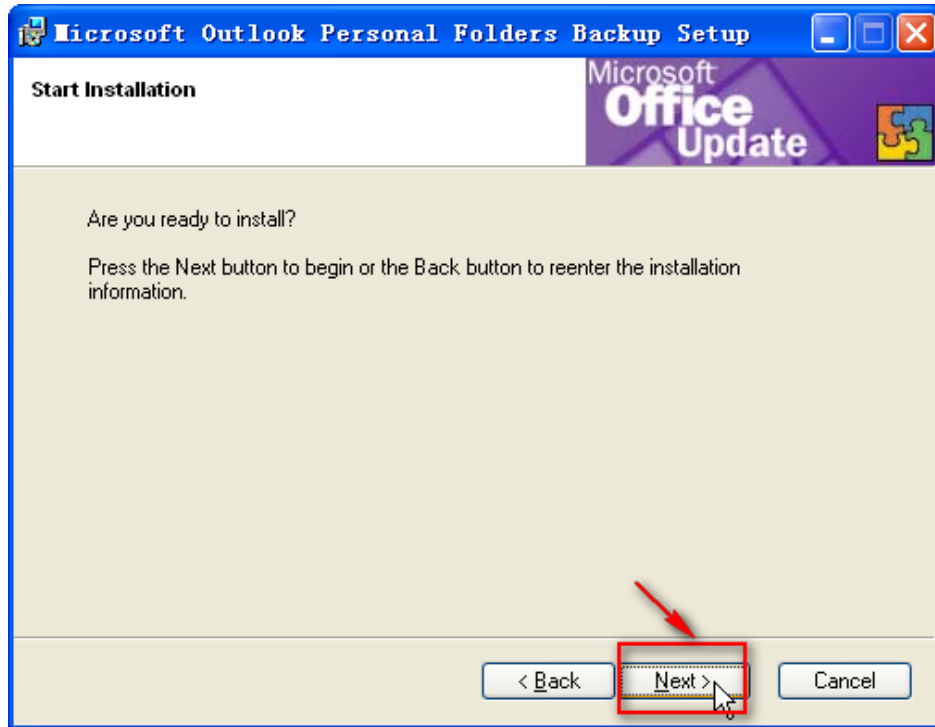 Microsoft Outlook Personal Folders Backup Setup
Start Installation
Microsoft
Office
Update
Are you ready to install?
Press the Next button to begin or the Back button to reenter the installation
information.
< Back
Next >
Cancel